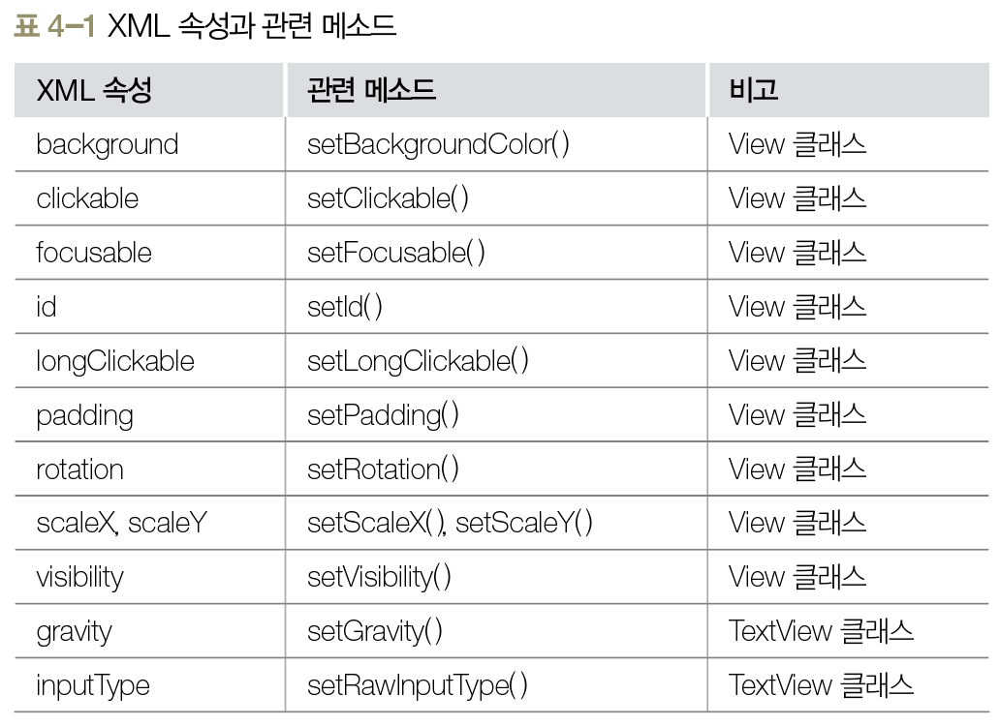 표 4-1 XML 속성과 관련 메소드
XML 속성 관련 메소드 비고
background setBackgroundColor() View 클래스
clickable setClickable() View 클래스
focusable setFocusable() View 클래스
id setId() View 클래스
longClickable setLongClickable() View 클래스
padding setPadding() View 클래스
rotation setRotation() View 클래스
scaleX, scaleY setScaleX(), setScaleY() View 클래스
visibility setVisibility() View 클래스
gravity setGravity() TextView 클래스
inputType setRawInputType() TextView 클래스